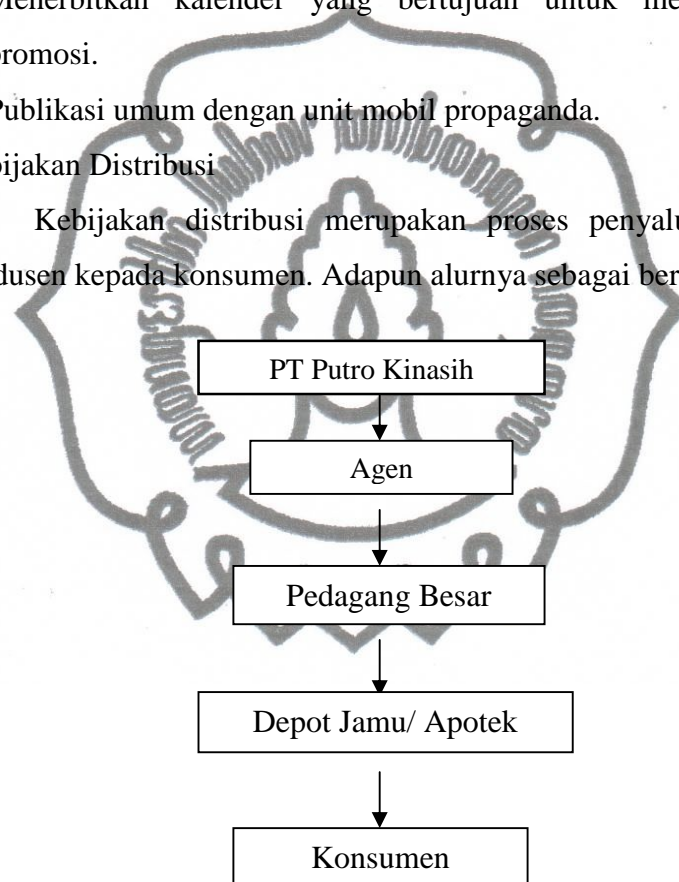 Menerbitkan kalender yang bertujuan untuk me
promosi.
Publikasi umum dengan unit mobil propaganda.
bijakan Distribusi
Kebijakan distribusi merupakan proses penyalu
dusen kepada konsumen. Adapun alurnya sebagai ber
PT Putro Kinasih
Agen
Pedagang Besar
Depot Jamu/ Apotek
Konsumen